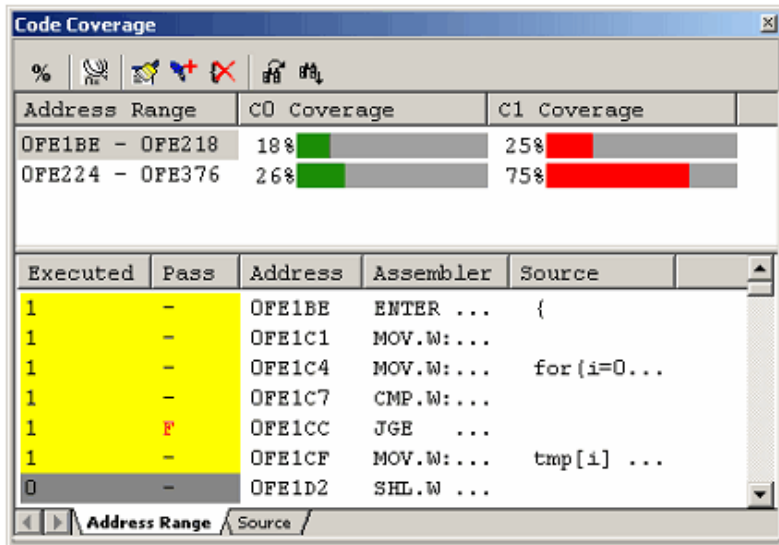 Code Coverage
%
Address Range C0 Coverage C1 Coverage
0FE1BE - 0FE218 18% 25%
0FE224 - 0FE376 26% 75%
Executed Pass Address Assembler Source
1 - 0FE1BE ENTER ... {
1 - 0FE1C1 MOV.W:...
1 - 0FE1C4 MOV.W:... for(i=0...
1 - 0FE1C7 CMP.W:...
1 F 0FE1CC JGE ...
1 - 0FE1CF MOV.W:... tmp[i] ...
0 - 0FE1D2 SHL.W ...
Address Range Source